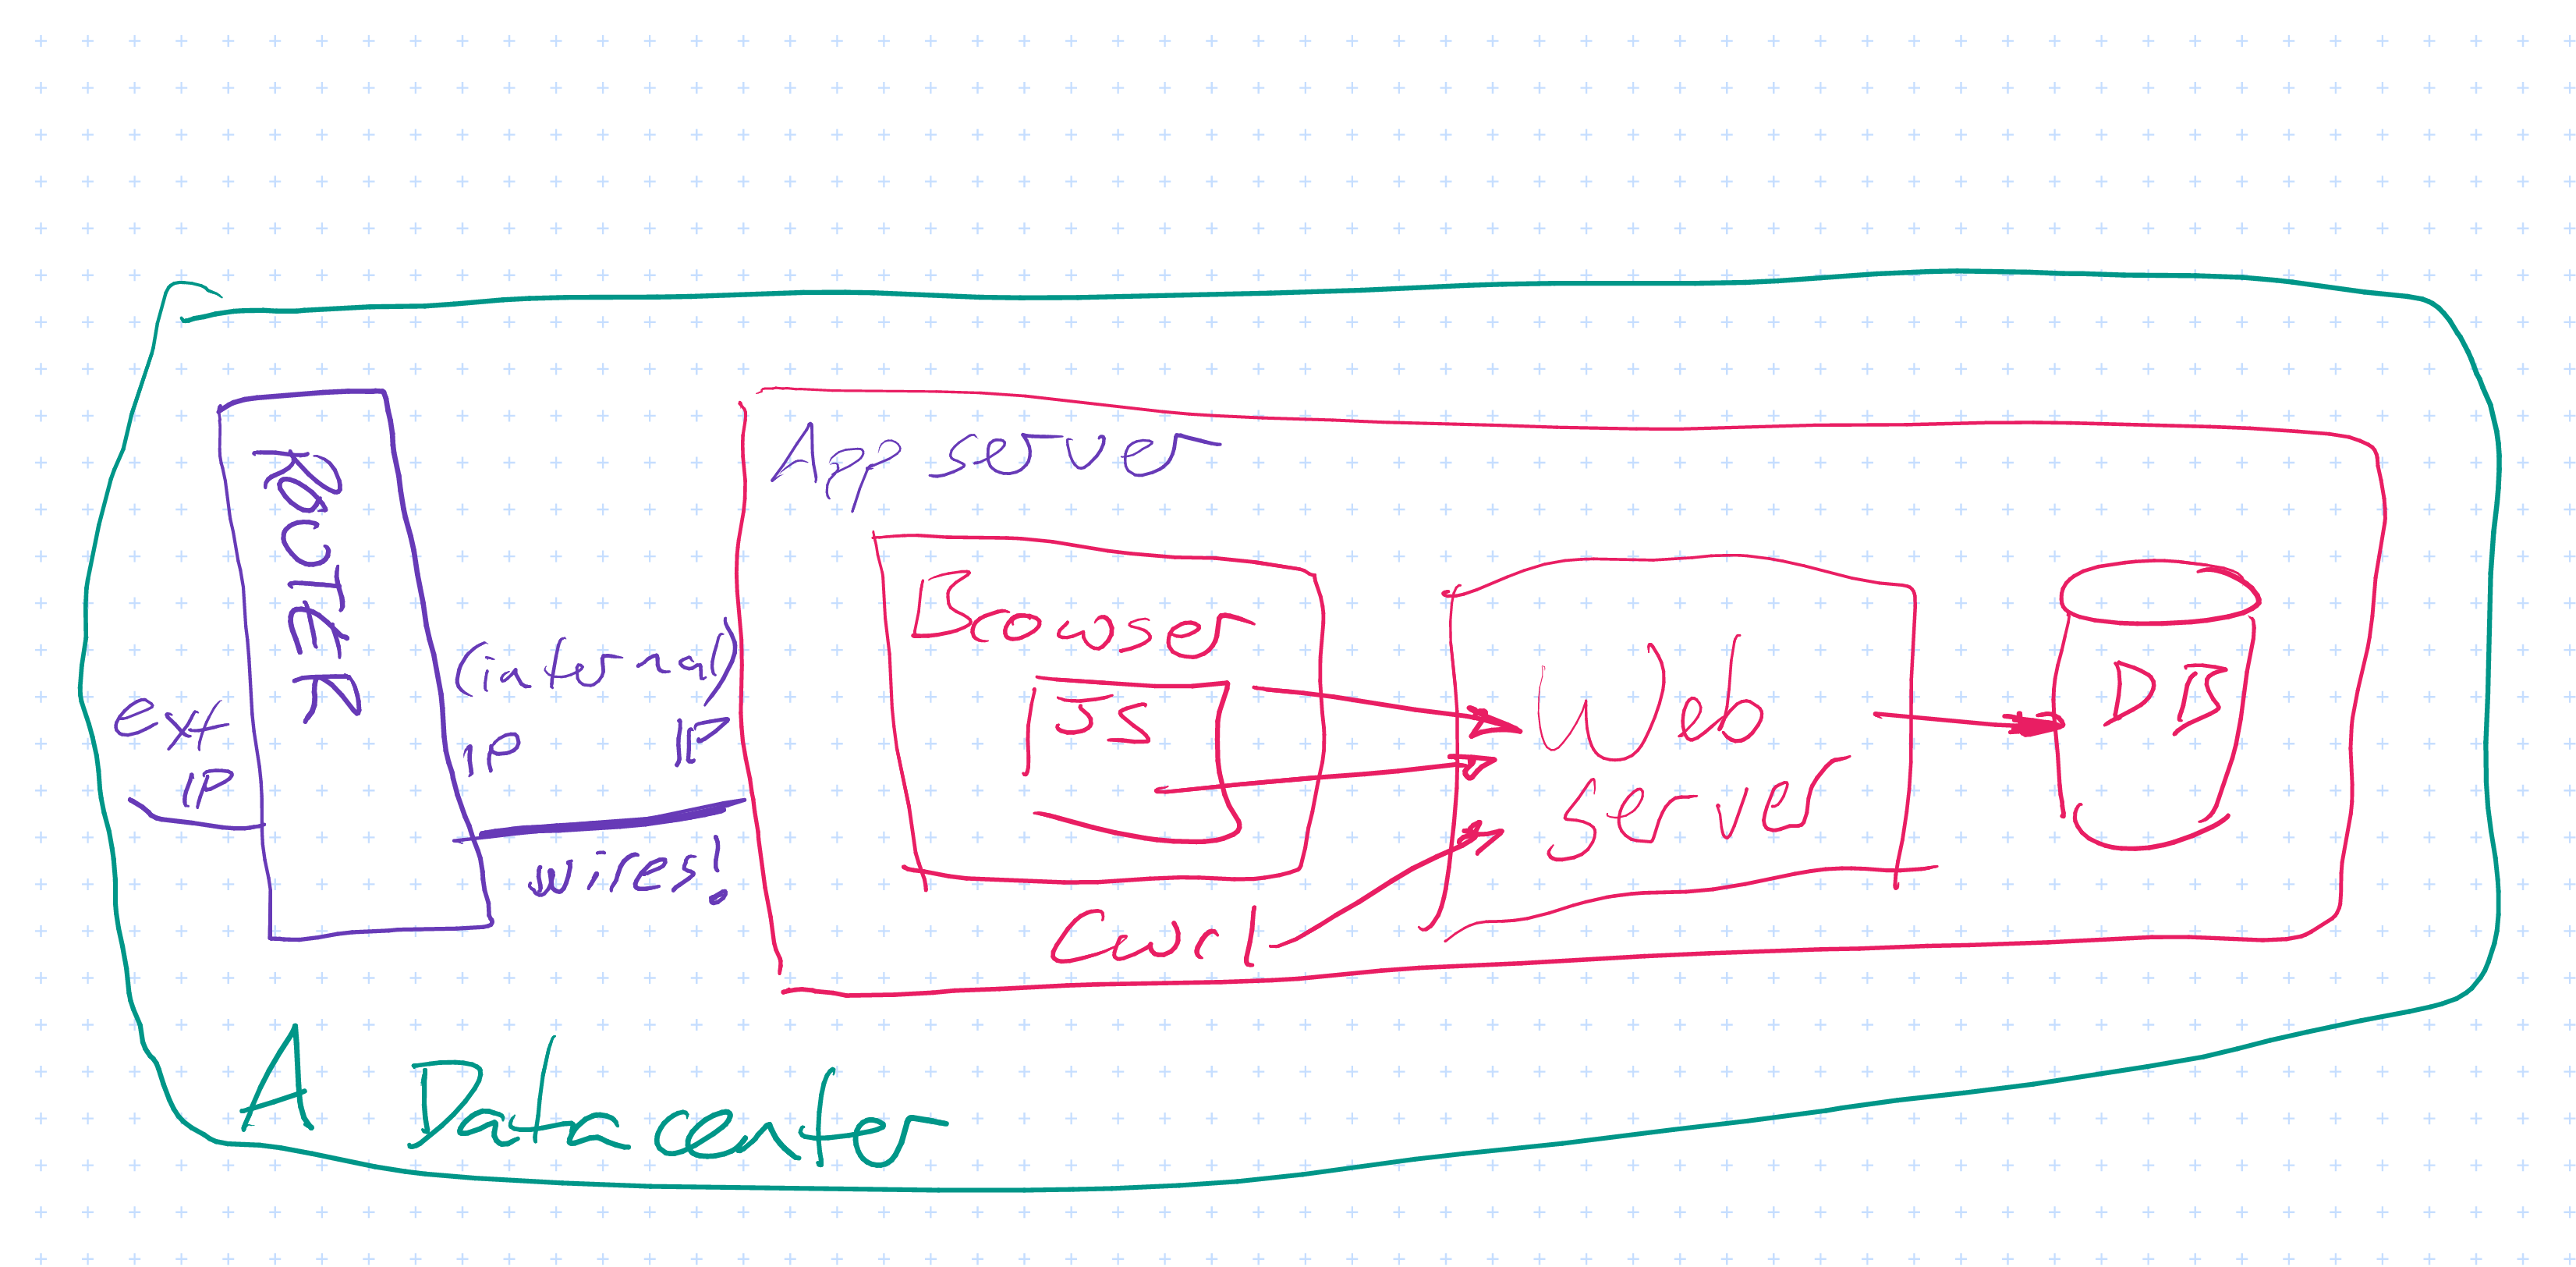 ROUTER
ext
IP
(internal)
IP IP
wires!
App server
Browser
JS
Curl
Web
Server
DB
A Datacenter